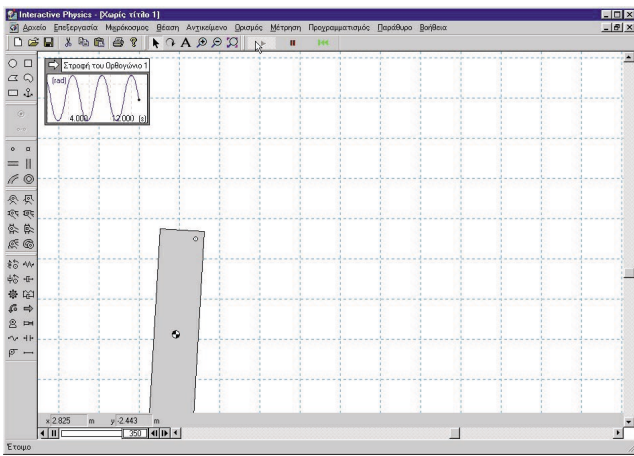 Interactive Physics - [Χωρίς τίτλο 1]
Αρχείο Επεξεργασία Μικρόκοσμος Θέαση Αντικείμενο Ορισμός Μέτρηση Προγραμματισμός Παράθυρο Βοήθεια
Στροφή του Ορθογώνιο 1
[rad]
4.000 12.000 (s)
x 2.825 m y -2.443 m
350
Έτοιμο